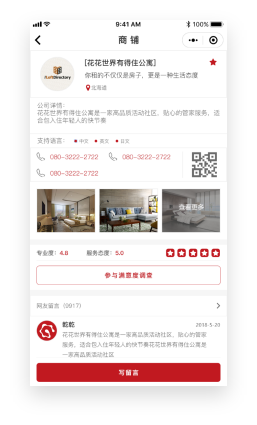 9:41 AM
100%
商铺
AsiaDirectory
[花花世界有得住公寓]
你租的不仅仅是房子，更是一种生活态度
北海道
公司详情:
花花世界有得住公寓是一家高品质活动社区，贴心的管家服务，适
合包入住年轻人的快节奏
支持语言: 中文 英文 日文
080-3222-2722 080-3222-2722
080-3222-2722
查看更多
专业度: 4.8 服务态度: 5.0
参与满意度调查
网友留言 (9917)
乾乾 2018-5-20
花花世界有得住公寓是一家高品质活动社区，贴心的管家
服务，适合包入住年轻人的快节奏花花世界有得住公寓是
一家高品质活动社区
写留言